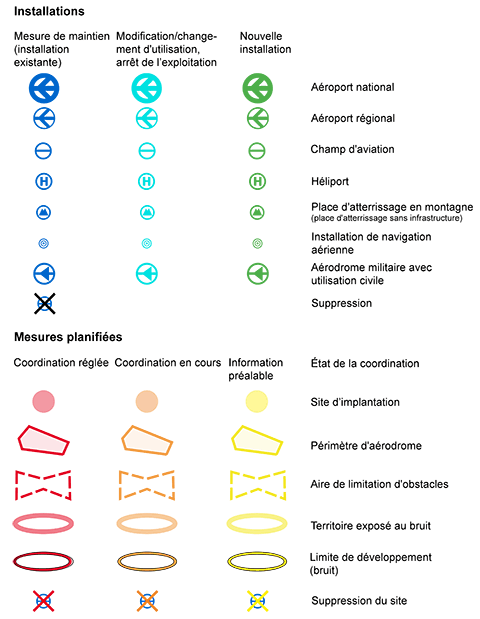 Installations
Mesure de maintien
(installation
existante)
Modification/change-
ment d'utilisation,
arrêt de l'exploitation
Nouvelle
installation
Aéroport national
Aéroport régional
Champ d'aviation
H H H Héliport
Place d'atterrissage en montagne
(place d'atterrissage sans infrastructure)
Installation de navigation
aérienne
Aérodrome militaire avec
utilisation civile
Suppression
Mesures planifiées
Coordination réglée
Coordination en cours
Information
préalable
État de la coordination
Site d'implantation
Périmètre d'aérodrome
Aire de limitation d'obstacles
Territoire exposé au bruit
Limite de développement
(bruit)
Suppression du site